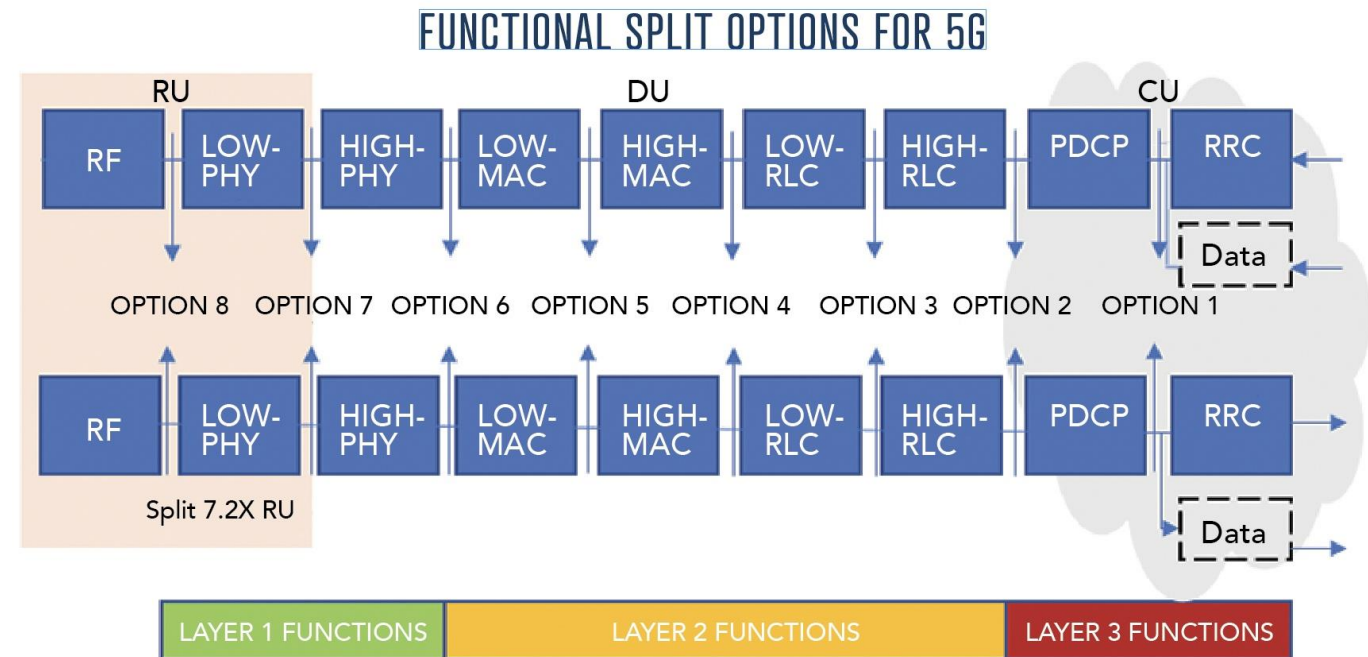 FUNCTIONAL SPLIT OPTIONS FOR 5G
RU DU CU
RF LOW-PHY HIGH-PHY LOW-MAC HIGH-MAC LOW-RLC HIGH-RLC PDCP RRC
Data
OPTION 8 OPTION 7 OPTION 6 OPTION 5 OPTION 4 OPTION 3 OPTION 2 OPTION 1
RF LOW-PHY HIGH-PHY LOW-MAC HIGH-MAC LOW-RLC HIGH-RLC PDCP RRC
Split 7.2X RU
Data
LAYER 1 FUNCTIONS LAYER 2 FUNCTIONS LAYER 3 FUNCTIONS